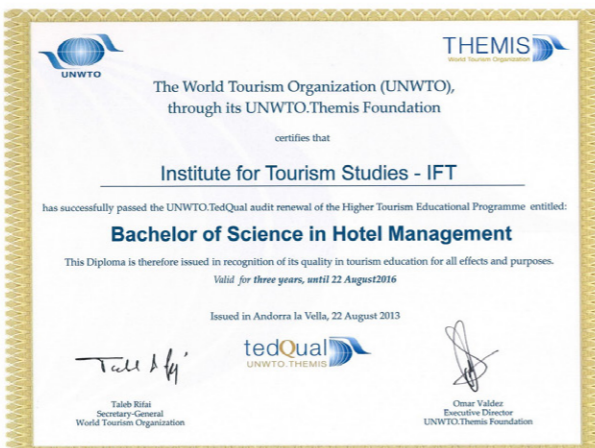 UNWTO
THEMIS
World Tourism Organization
The World Tourism Organization (UNWTO),
through its UNWTO.Themis Foundation
certifies that
Institute for Tourism Studies - IFT
has successfully passed the UNWTO.TedQual audit renewal of the Higher Tourism Educational Programme entitled:
Bachelor of Science in Hotel Management
This Diploma is therefore issued in recognition of its quality in tourism education for all effects and purposes.
Valid for three years, until 22 August2016
Issued in Andorra la Vella, 22 August 2013
tedQual
UNWTO.THEMIS
Taleb Rifai
Secretary-General
World Tourism Organization
Omar Valdez
Executive Director
UNWTO.Themis Foundation